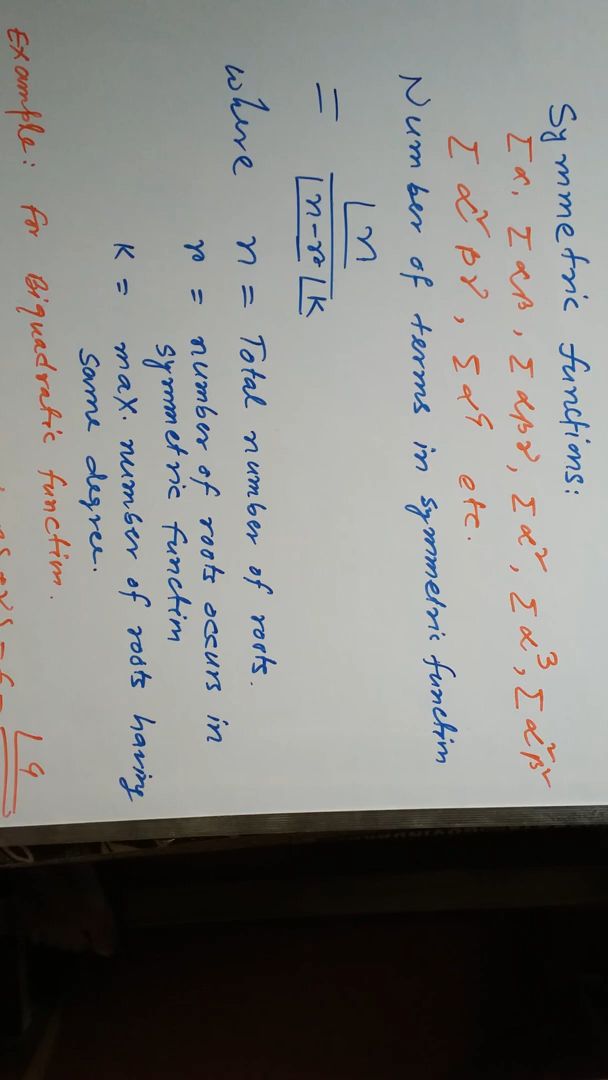 Symmetric functions:
Σα, Σαβ, Σαβγ, Σα², Σα³, Σα²β²
Σα²βγ, Σα⁵ etc.
Number of terms in symmetric function
= ⌊n / ⌊n-r ⌊K
where n = Total number of roots.
r = number of roots occurs in
symmetric function
K = max. number of roots having
same degree.
Example: for Biquadratic function.
⌊4